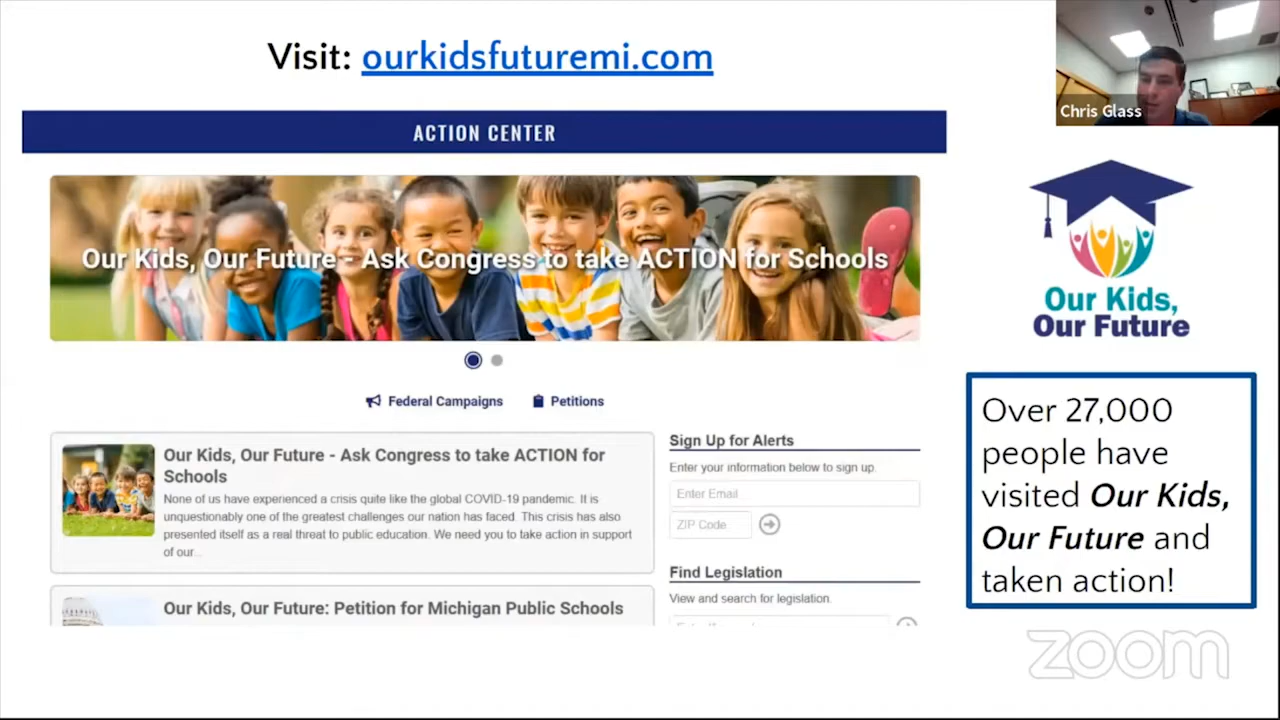 Visit: ourkidsfuturemi.com
Chris Glass
ACTION CENTER
Our Kids, Our Future - Ask Congress to take ACTION for Schools
Federal Campaigns
Petitions
Our Kids, Our Future - Ask Congress to take ACTION for
Schools
None of us have experienced a crisis quite like the global COVID-19 pandemic. It is
unquestionably one of the greatest challenges our nation has faced. This crisis has also
presented itself as a real threat to public education. We need you to take action in support
of our...
Our Kids, Our Future: Petition for Michigan Public Schools
Sign Up for Alerts
Enter your information below to sign up.
Enter Email
ZIP Code
Find Legislation
View and search for legislation.
Our Kids,
Our Future
Over 27,000
people have
visited Our Kids,
Our Future and
taken action!
zoom